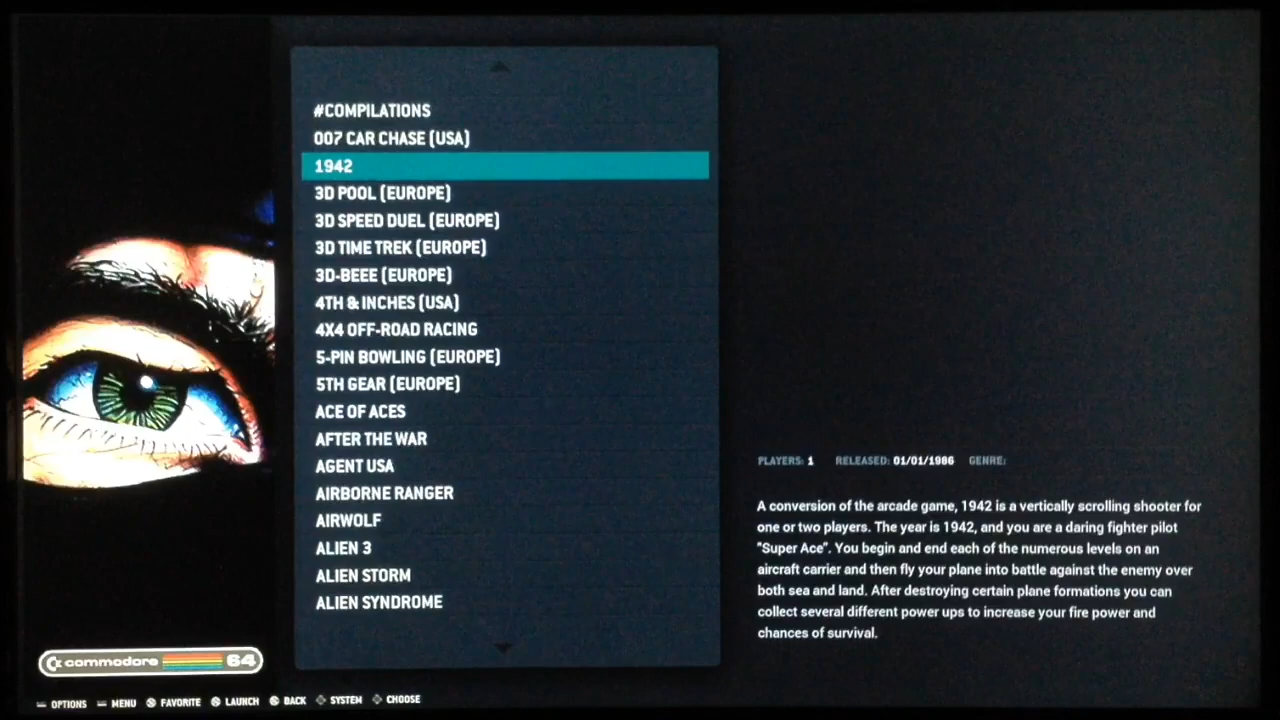 #COMPILATIONS
007 CAR CHASE (USA)
1942
3D POOL (EUROPE)
3D SPEED DUEL (EUROPE)
3D TIME TREK (EUROPE)
3D-BEEE (EUROPE)
4TH & INCHES (USA)
4X4 OFF-ROAD RACING
5-PIN BOWLING (EUROPE)
5TH GEAR (EUROPE)
ACE OF ACES
AFTER THE WAR
AGENT USA
AIRBORNE RANGER
AIRWOLF
ALIEN 3
ALIEN STORM
ALIEN SYNDROME
PLAYERS: 1 RELEASED: 01/01/1986 GENRE:
A conversion of the arcade game, 1942 is a vertically scrolling shooter for
one or two players. The year is 1942, and you are a daring fighter pilot
"Super Ace". You begin and end each of the numerous levels on an
aircraft carrier and then fly your plane into battle against the enemy over
both sea and land. After destroying certain plane formations you can
collect several different power ups to increase your fire power and
chances of survival.
commodore 64
OPTIONS MENU FAVORITE LAUNCH BACK SYSTEM CHOOSE